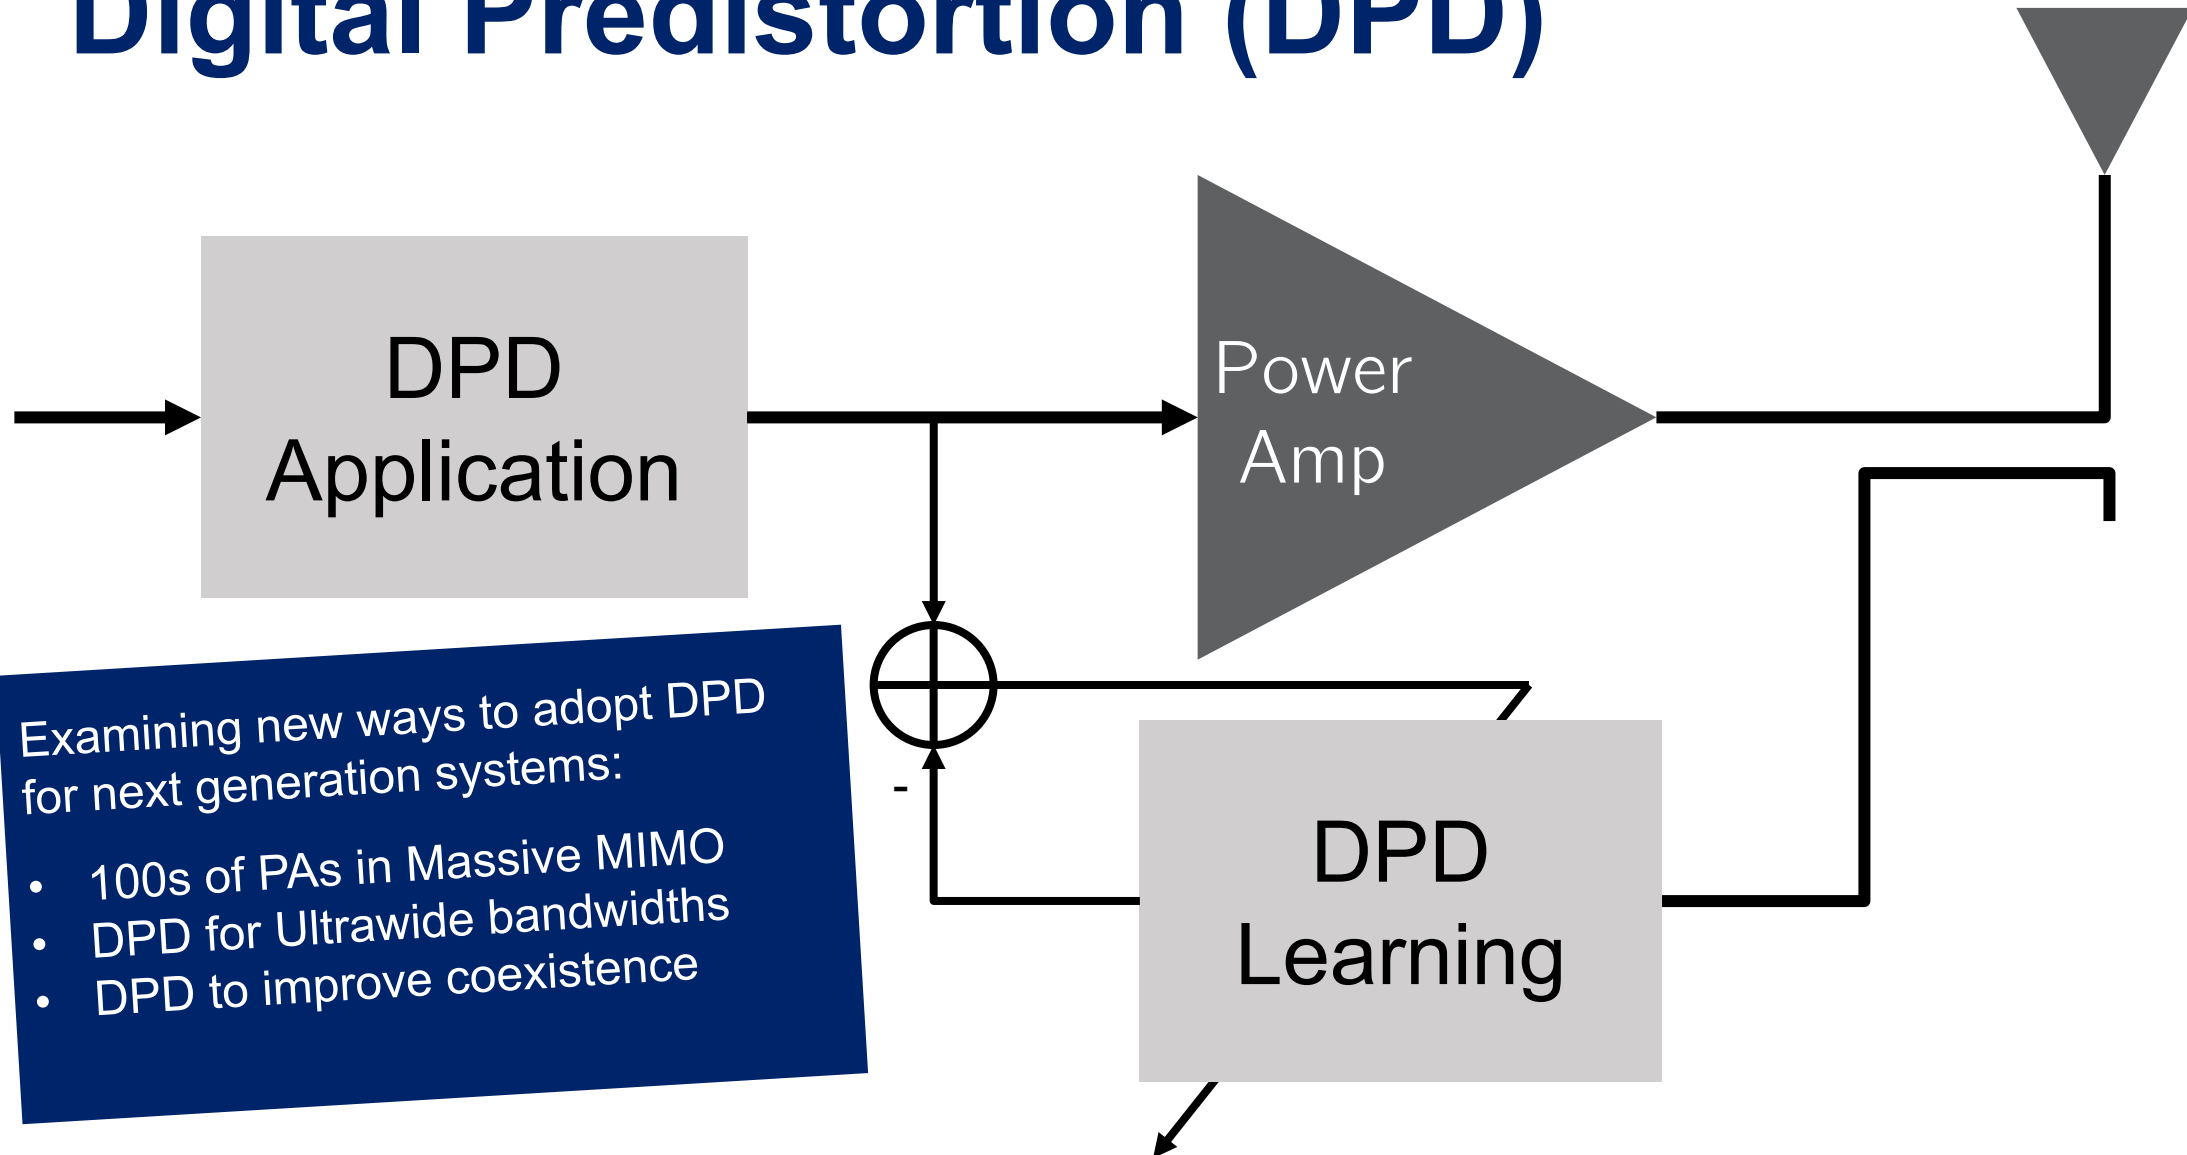 Digital Predistortion (DPD)
DPD
Application
Power
Amp
Examining new ways to adopt DPD
for next generation systems:
• 100s of PAs in Massive MIMO
• DPD for Ultrawide bandwidths
• DPD to improve coexistence
-
DPD
Learning